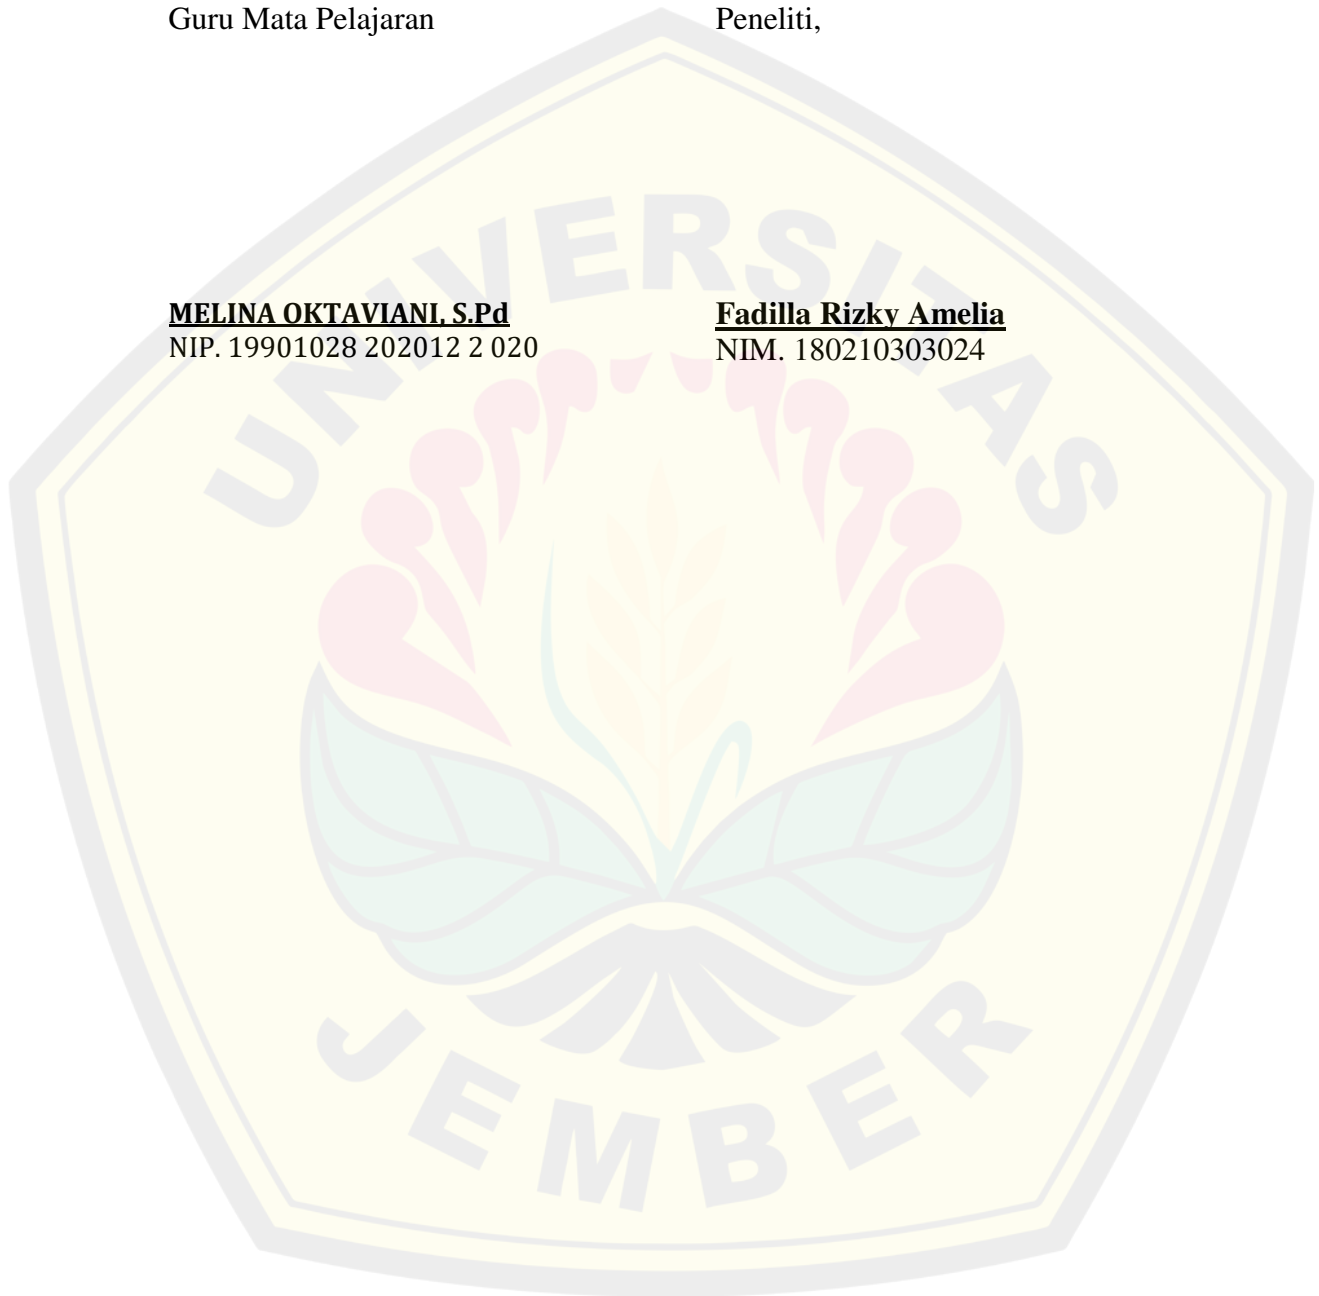 Guru Mata Pelajaran
Peneliti,
MELINA OKTAVIANI, S.Pd
NIP. 19901028 202012 2 020
Fadilla Rizky Amelia
NIM. 180210303024
UNIVERSITAS
JEMBER